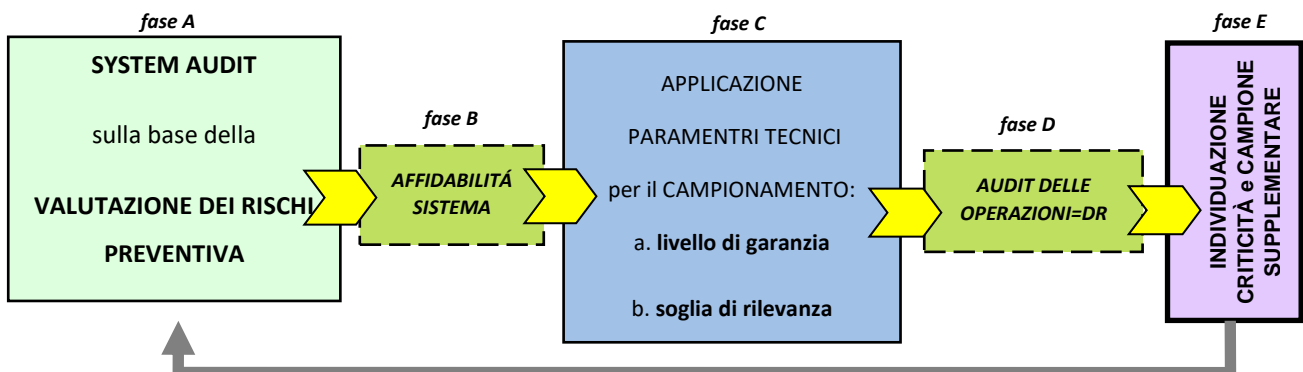 fase A
SYSTEM AUDIT
sulla base della
VALUTAZIONE DEI RISCHI
PREVENTIVA
fase B
AFFIDABILITÁ
SISTEMA
fase C
APPLICAZIONE
PARAMENTRI TECNICI
per il CAMPIONAMENTO:
a. livello di garanzia
b. soglia di rilevanza
fase D
AUDIT DELLE
OPERAZIONI=DR
fase E
INDIVIDUAZIONE
CRITICITÀ e CAMPIONE
SUPPLEMENTARE